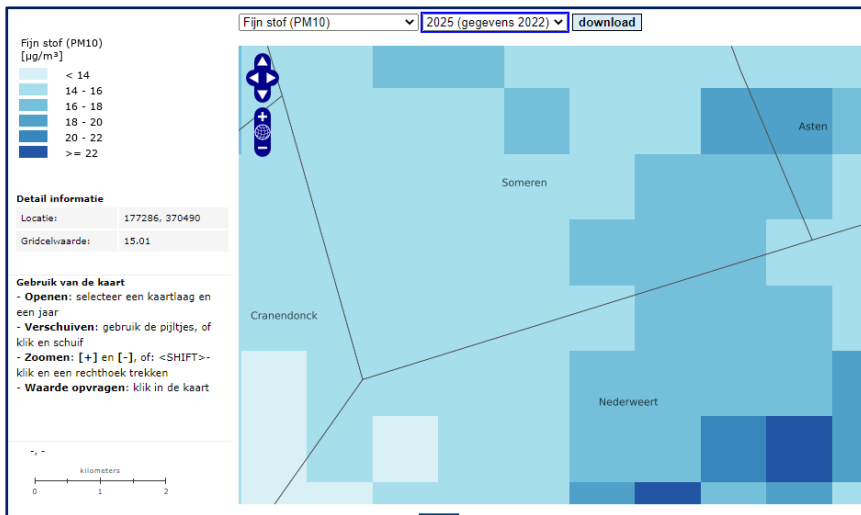 Fijn stof (PM10)
2025 (gegevens 2022)
download
Fijn stof (PM10)
[µg/m³]
< 14
14 - 16
16 - 18
18 - 20
20 - 22
>= 22
Detail informatie
Locatie: 177286, 370490
Gridcelwaarde: 15.01
Gebruik van de kaart
- Openen: selecteer een kaartlaag en
een jaar
- Verschuiven: gebruik de pijltjes, of
klik en schuif
- Zoomen: [+] en [-], of: <SHIFT>-
klik en een rechthoek trekken
- Waarde opvragen: klik in de kaart
-, -
kilometers
0 1 2
Asten
Someren
Cranendonck
Nederweert